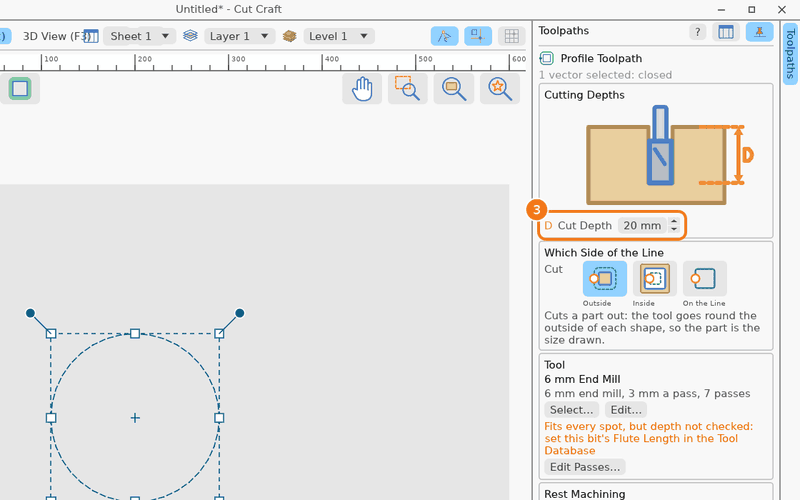 Untitled* - Cut Craft
3D View (F3)
Sheet 1
Layer 1
Level 1
100
200
300
400
500
600
Toolpaths
?
Toolpaths
Profile Toolpath
1 vector selected: closed
Cutting Depths
D
3
D Cut Depth 20 mm
Which Side of the Line
Cut
Outside
Inside
On the Line
Cuts a part out: the tool goes round the
outside of each shape, so the part is the
size drawn.
Tool
6 mm End Mill
6 mm end mill, 3 mm a pass, 7 passes
Select...
Edit...
Fits every spot, but depth not checked:
set this bit's Flute Length in the Tool
Database
Edit Passes...
Rest Machining